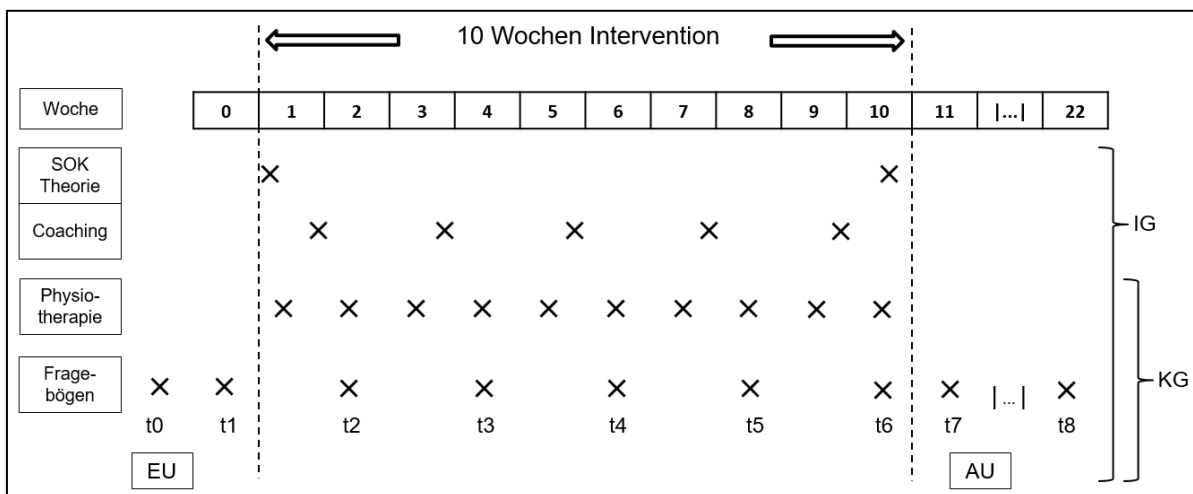 10 Wochen Intervention
Woche 0 1 2 3 4 5 6 7 8 9 10 11 |...| 22
SOK
Theorie
Coaching
IG
Physio-
therapie
Frage-
bögen
KG
|...|
t0 t1 t2 t3 t4 t5 t6 t7 t8
EU AU